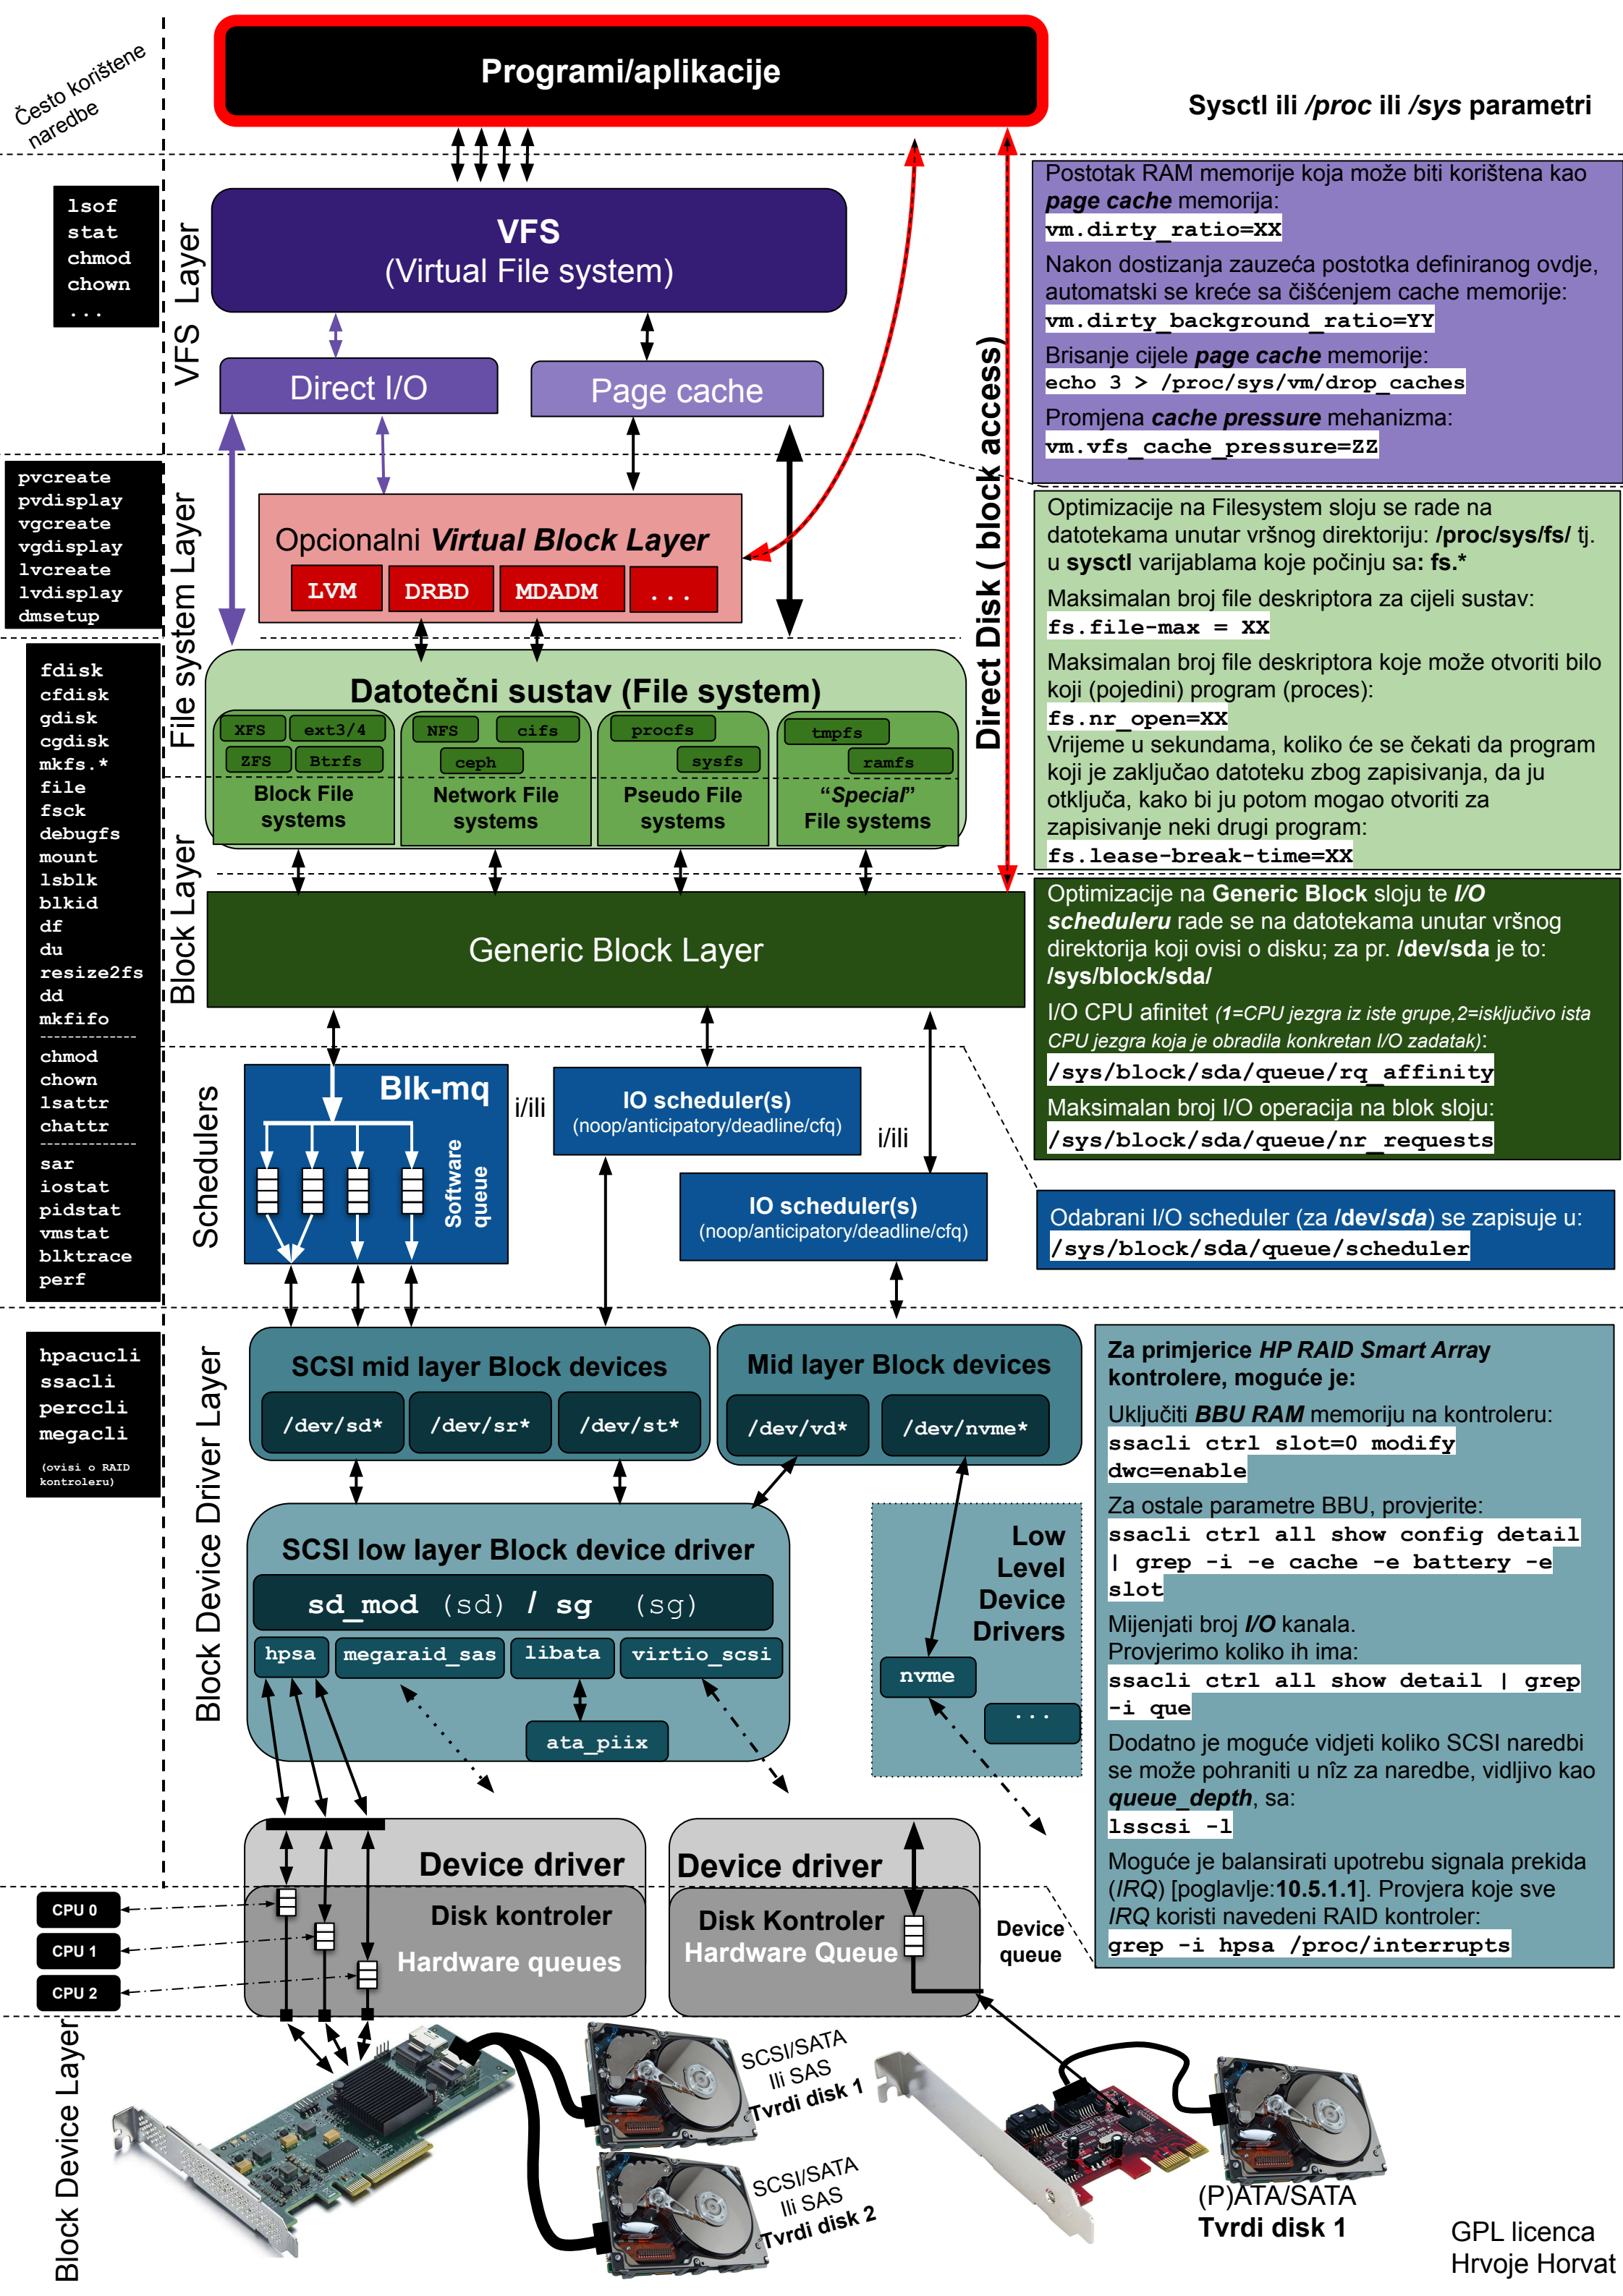 Često korištene
naredbe
Programi/aplikacije
Sysctl ili /proc ili /sys parametri
lsof
stat
chmod
chown
...
VFS Layer
VFS
(Virtual File system)
Direct I/O
Page cache
Direct Disk ( block access)
Postotak RAM memorije koja može biti korištena kao
page cache memorija:
vm.dirty_ratio=XX
Nakon dostizanja zauzeća postotka definiranog ovdje,
automatski se kreće sa čišćenjem cache memorije:
vm.dirty_background_ratio=YY
Brisanje cijele page cache memorije:
echo 3 > /proc/sys/vm/drop_caches
Promjena cache pressure mehanizma:
vm.vfs_cache_pressure=ZZ
pvcreate
pvdisplay
vgcreate
vgdisplay
lvcreate
lvdisplay
dmsetup
File system Layer
Opcionalni Virtual Block Layer
LVM
DRBD
MDADM
...
Optimizacije na Filesystem sloju se rade na
datotekama unutar vršnog direktoriju: /proc/sys/fs/ tj.
u sysctl varijablama koje počinju sa: fs.*
Maksimalan broj file deskriptora za cijeli sustav:
fs.file-max = XX
Maksimalan broj file deskriptora koje može otvoriti bilo
koji (pojedini) program (proces):
fs.nr_open=XX
Vrijeme u sekundama, koliko će se čekati da program
koji je zaključao datoteku zbog zapisivanja, da ju
otključa, kako bi ju potom mogao otvoriti za
zapisivanje neki drugi program:
fs.lease-break-time=XX
fdisk
cfdisk
gdisk
cgdisk
mkfs.*
file
fsck
debugfs
mount
lsblk
blkid
df
du
resize2fs
dd
mkfifo
---------------
chmod
chown
lsattr
chattr
---------------
sar
iostat
pidstat
vmstat
blktrace
perf
Datotečni sustav (File system)
XFS
ext3/4
ZFS
Btrfs
Block File
systems
NFS
cifs
ceph
Network File
systems
procfs
sysfs
Pseudo File
systems
tmpfs
ramfs
“Special”
File systems
Block Layer
Generic Block Layer
Optimizacije na Generic Block sloju te I/O
scheduleru rade se na datotekama unutar vršnog
direktorija koji ovisi o disku; za pr. /dev/sda je to:
/sys/block/sda/
I/O CPU afinitet (1=CPU jezgra iz iste grupe,2=isključivo ista
CPU jezgra koja je obradila konkretan I/O zadatak):
/sys/block/sda/queue/rq_affinity
Maksimalan broj I/O operacija na blok sloju:
/sys/block/sda/queue/nr_requests
Schedulers
Blk-mq
Software
queue
i/ili
IO scheduler(s)
(noop/anticipatory/deadline/cfq)
i/ili
IO scheduler(s)
(noop/anticipatory/deadline/cfq)
Odabrani I/O scheduler (za /dev/sda) se zapisuje u:
/sys/block/sda/queue/scheduler
hpacucli
ssacli
perccli
megacli
(ovisi o RAID
kontroleru)
Block Device Driver Layer
SCSI mid layer Block devices
/dev/sd*
/dev/sr*
/dev/st*
Mid layer Block devices
/dev/vd*
/dev/nvme*
SCSI low layer Block device driver
sd_mod (sd) / sg (sg)
hpsa
megaraid_sas
libata
virtio_scsi
ata_piix
Low
Level
Device
Drivers
nvme
...
Za primjerice HP RAID Smart Array
kontrolere, moguće je:
Uključiti BBU RAM memoriju na kontroleru:
ssacli ctrl slot=0 modify
dwc=enable
Za ostale parametre BBU, provjerite:
ssacli ctrl all show config detail
| grep -i -e cache -e battery -e
slot
Mijenjati broj I/O kanala.
Provjerimo koliko ih ima:
ssacli ctrl all show detail | grep
-i que
Dodatno je moguće vidjeti koliko SCSI naredbi
se može pohraniti u nîz za naredbe, vidljivo kao
queue_depth, sa:
lsscsi -l
Moguće je balansirati upotrebu signala prekida
(IRQ) [poglavlje:10.5.1.1]. Provjera koje sve
IRQ koristi navedeni RAID kontroler:
grep -i hpsa /proc/interrupts
Device driver
Disk kontroler
Hardware queues
Device driver
Disk Kontroler
Hardware Queue
Device
queue
CPU 0
CPU 1
CPU 2
Block Device Layer
SCSI/SATA
Ili SAS
Tvrdi disk 1
SCSI/SATA
Ili SAS
Tvrdi disk 2
(P)ATA/SATA
Tvrdi disk 1
GPL licenca
Hrvoje Horvat